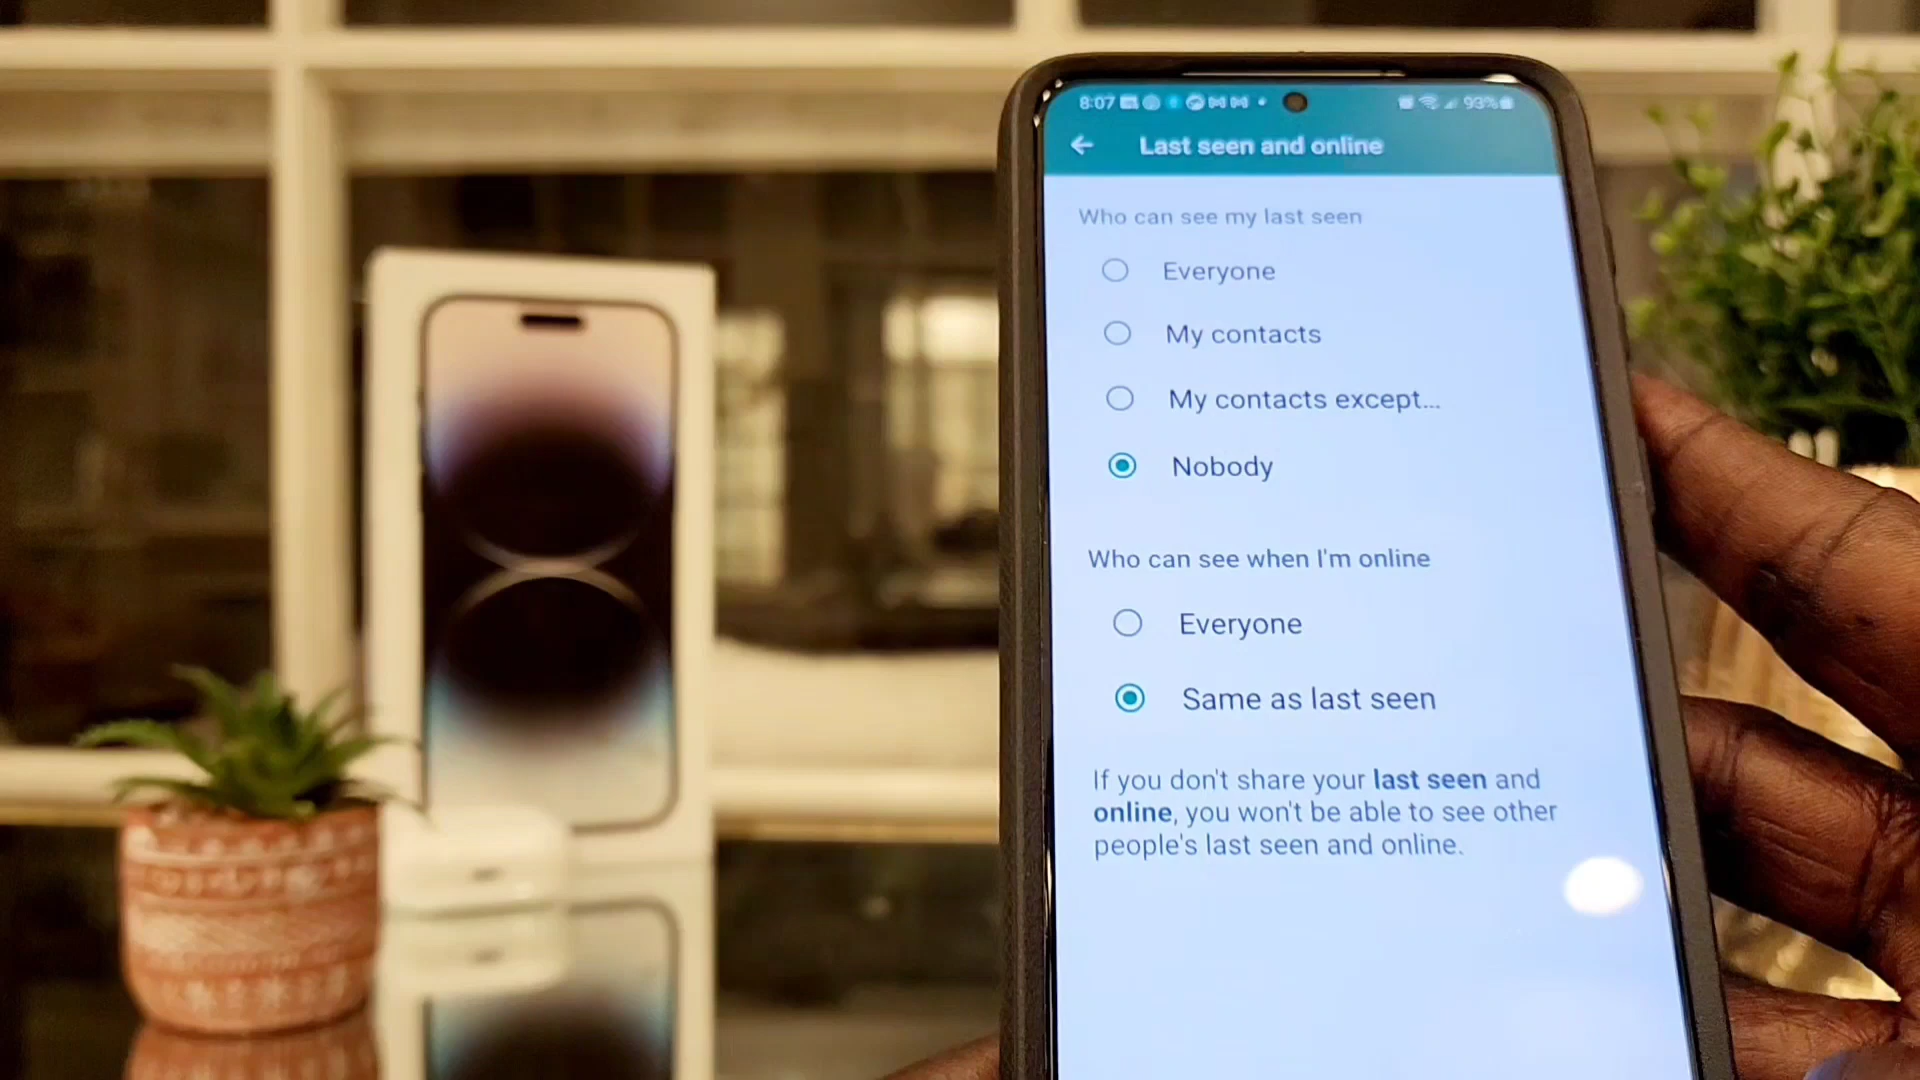 8:07 93%
Last seen and online
Who can see my last seen
Everyone
My contacts
My contacts except...
Nobody
Who can see when I'm online
Everyone
Same as last seen
If you don't share your last seen and
online, you won't be able to see other
people's last seen and online.